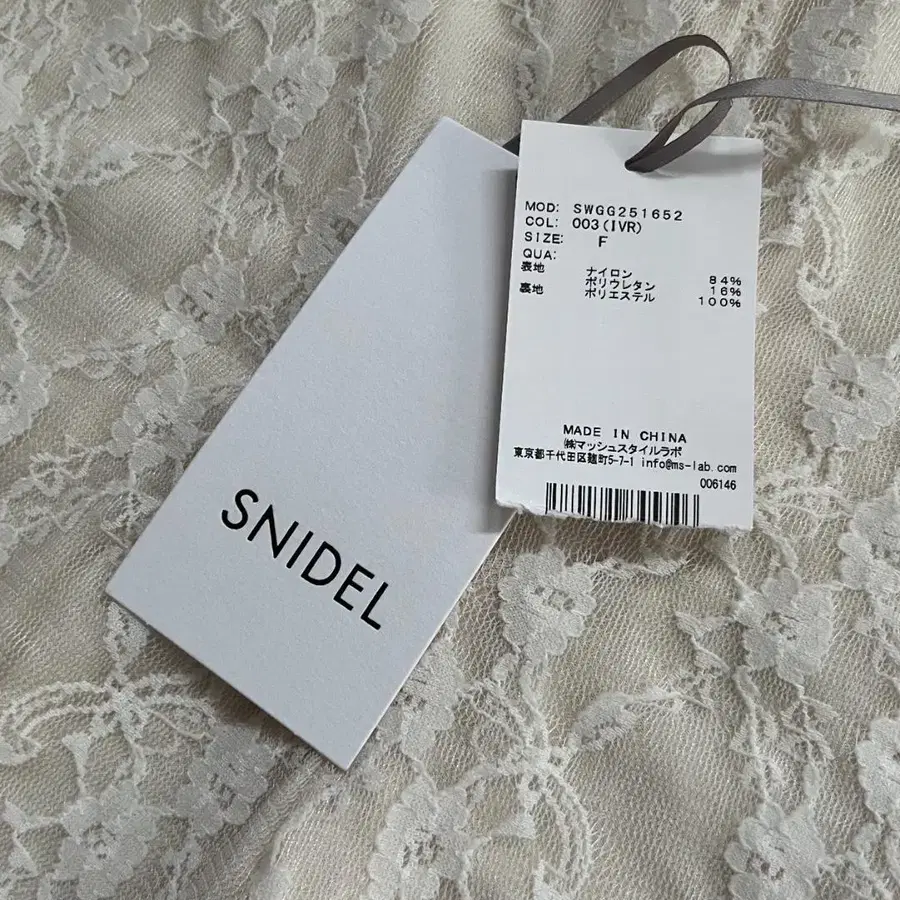 SNIDEL
MOD: SWGG251652
COL: 003(IVR)
SIZE: F
QUA:
表地 ナイロン 84%
ポリウレタン 16%
裏地 ポリエステル 100%
MADE IN CHINA
㈱マッシュスタイルラボ
東京都千代田区麹町5-7-1 info@ms-lab.com
006146